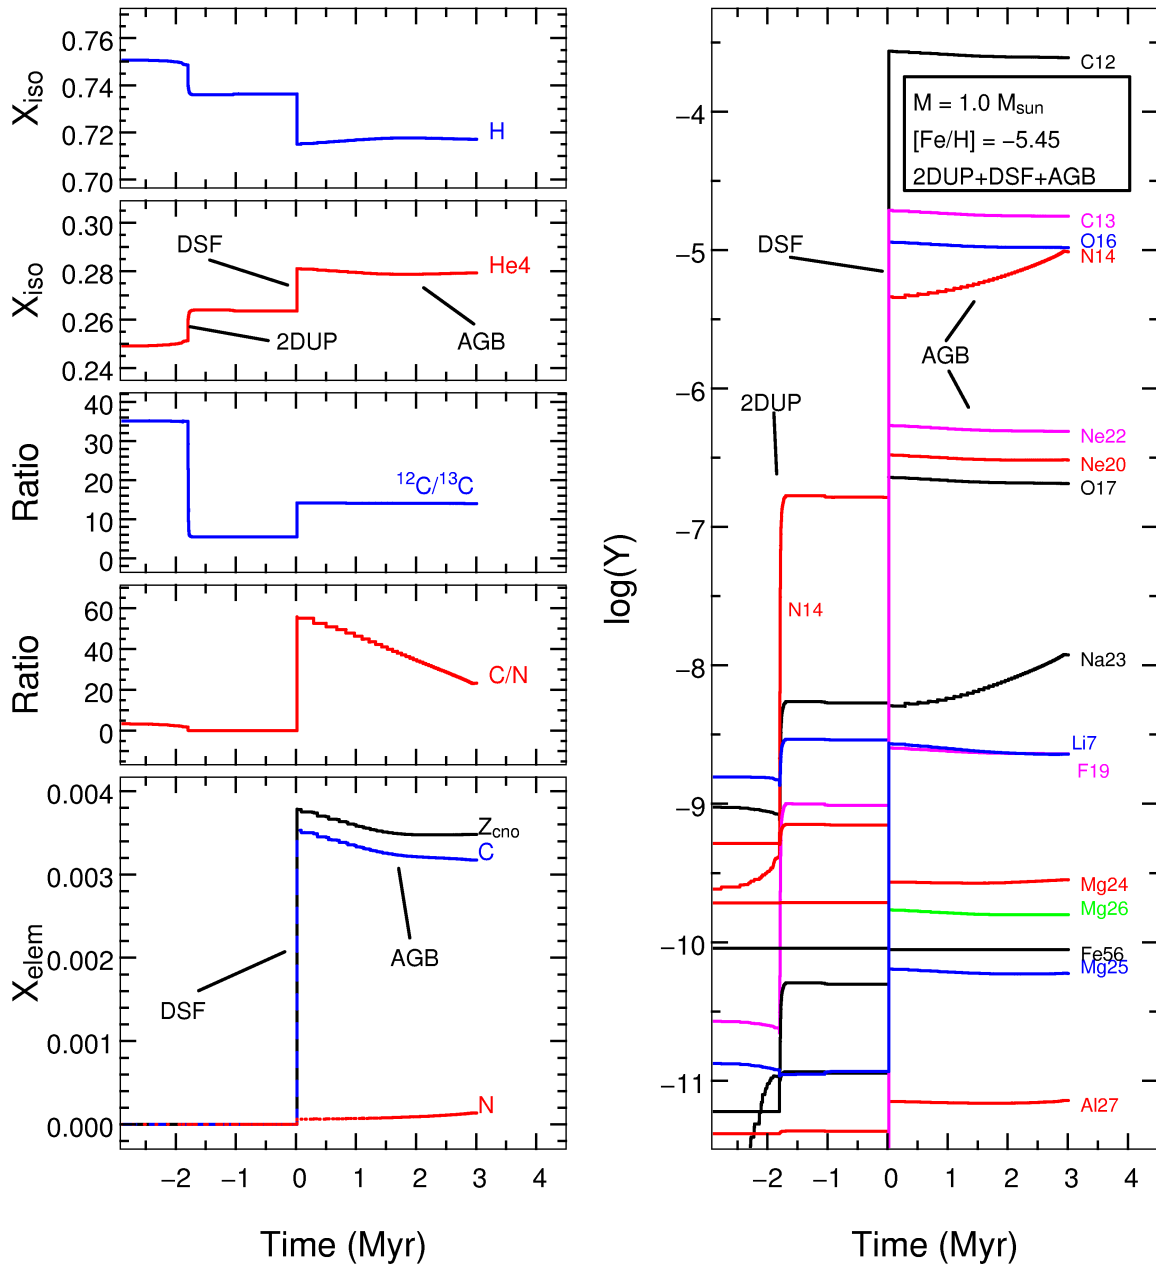 0.76
0.74
0.72
0.70
X_iso
H
0.30
0.28
0.26
0.24
X_iso
DSF
He4
2DUP
AGB
40
30
20
10
0
Ratio
¹²C/¹³C
60
40
20
0
Ratio
C/N
0.004
0.003
0.002
0.001
0.000
X_elem
Z_cno
C
AGB
DSF
N
−2 −1 0 1 2 3 4
Time (Myr)
−4
−5
−6
−7
−8
−9
−10
−11
log(Y)
C12
M = 1.0 M_sun
[Fe/H] = −5.45
2DUP+DSF+AGB
C13
O16
N14
DSF
AGB
2DUP
Ne22
Ne20
O17
N14
Na23
Li7
F19
Mg24
Mg26
Fe56
Mg25
Al27
−2 −1 0 1 2 3 4
Time (Myr)